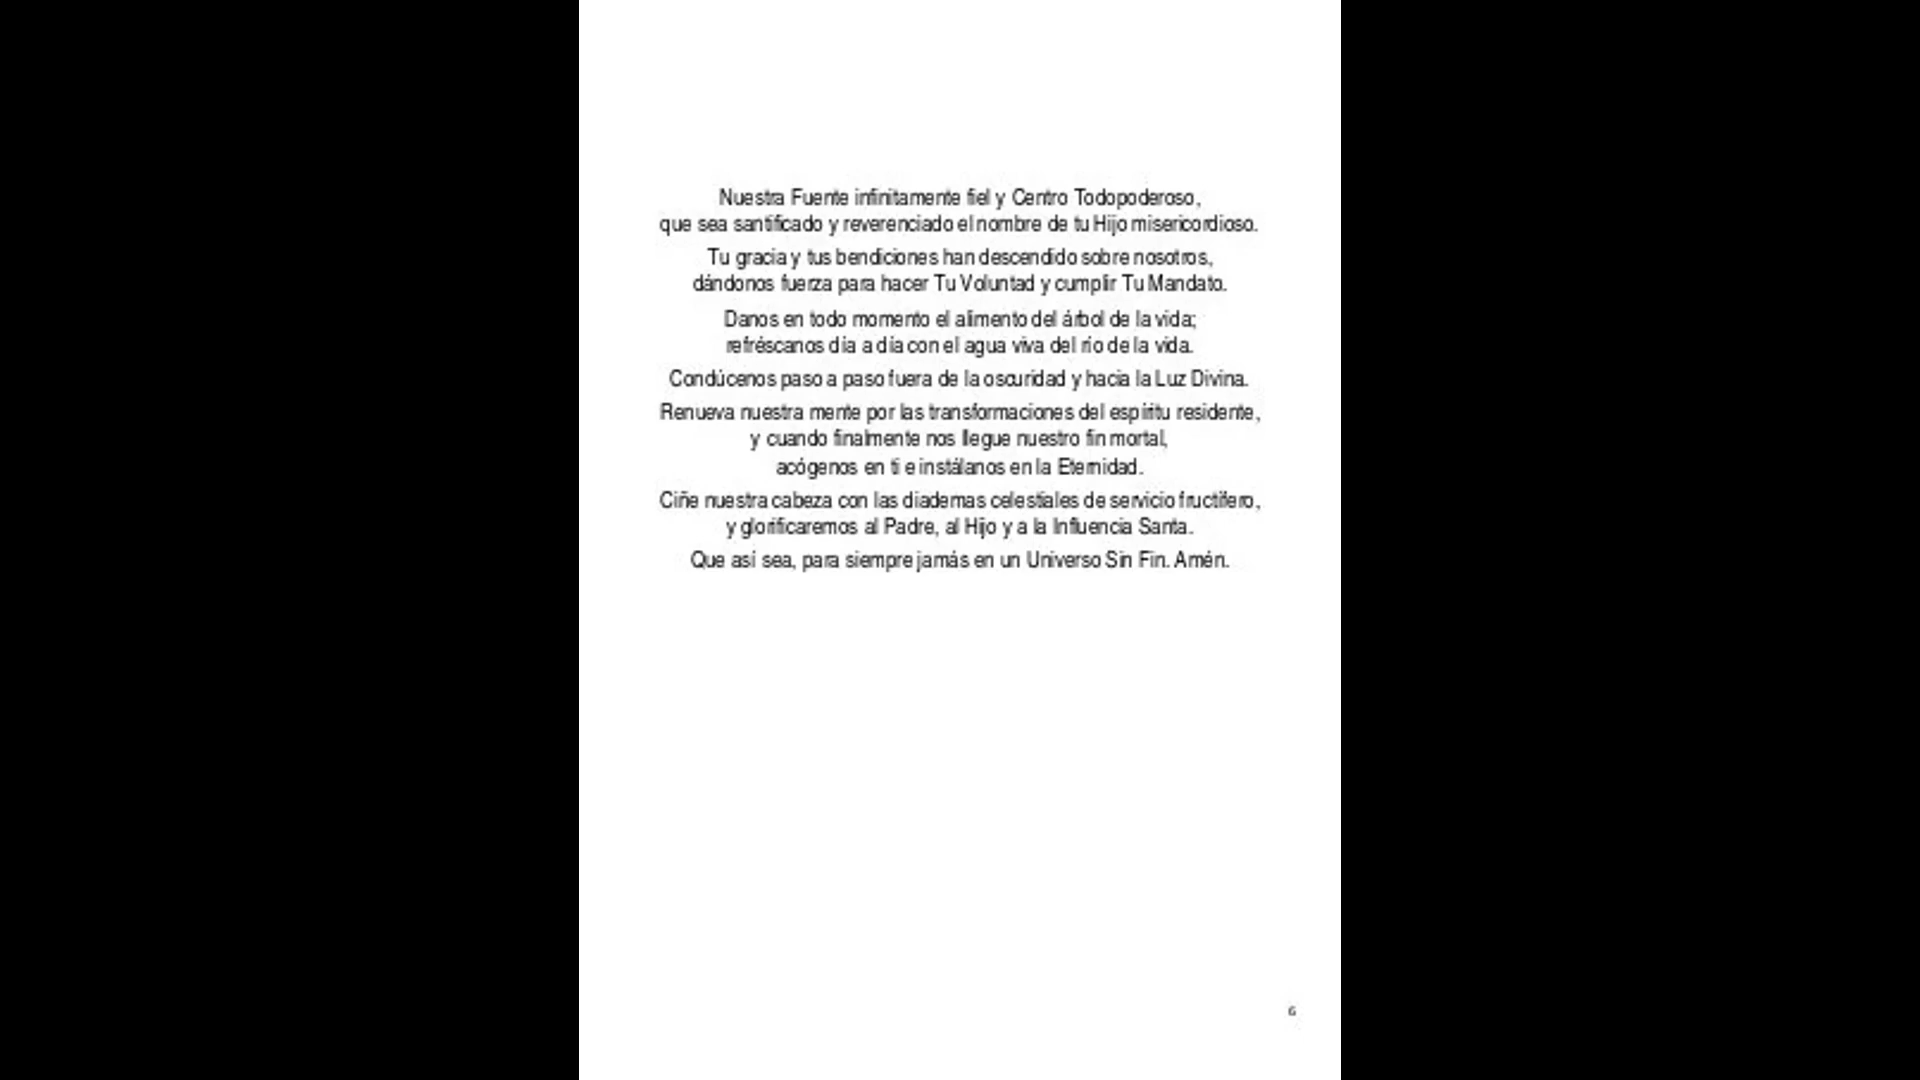 Nuestra Fuente infinitamente fiel y Centro Todopoderoso,
que sea santificado y reverenciado el nombre de tu Hijo misericordioso.
Tu gracia y tus bendiciones han descendido sobre nosotros,
dándonos fuerza para hacer Tu Voluntad y cumplir Tu Mandato.
Danos en todo momento el alimento del árbol de la vida;
refréscanos día a día con el agua viva del río de la vida.
Condúcenos paso a paso fuera de la oscuridad y hacia la Luz Divina.
Renueva nuestra mente por las transformaciones del espíritu residente,
y cuando finalmente nos llegue nuestro fin mortal,
acógenos en ti e instálanos en la Eternidad.
Ciñe nuestra cabeza con las diademas celestiales de servicio fructífero,
y glorificaremos al Padre, al Hijo y a la Influencia Santa.
Que así sea, para siempre jamás en un Universo Sin Fin. Amén.
6